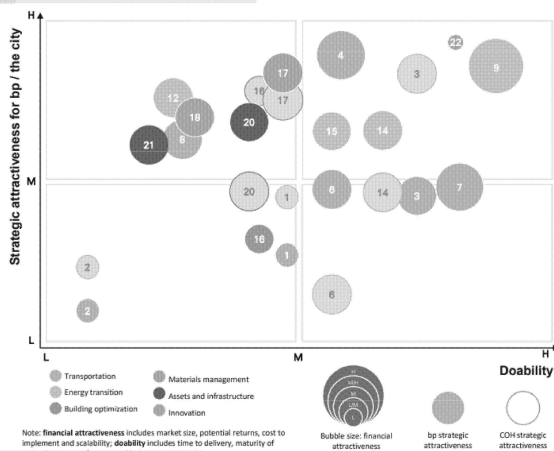 H
Strategic attractiveness for bp / the city
4
22
9
3
17
16
17
12
18
20
8
21
15
14
M
20
1
6
14
3
7
16
1
2
6
2
L
L
M
H
Doability
Transportation
Energy transition
Building optimization
Materials management
Assets and infrastructure
Innovation
H
M/H
M
L/M
L
Bubble size: financial
attractiveness
bp strategic
attractiveness
COH strategic
attractiveness
Note: financial attractiveness includes market size, potential returns, cost to
implement and scalability; doability includes time to delivery, maturity of